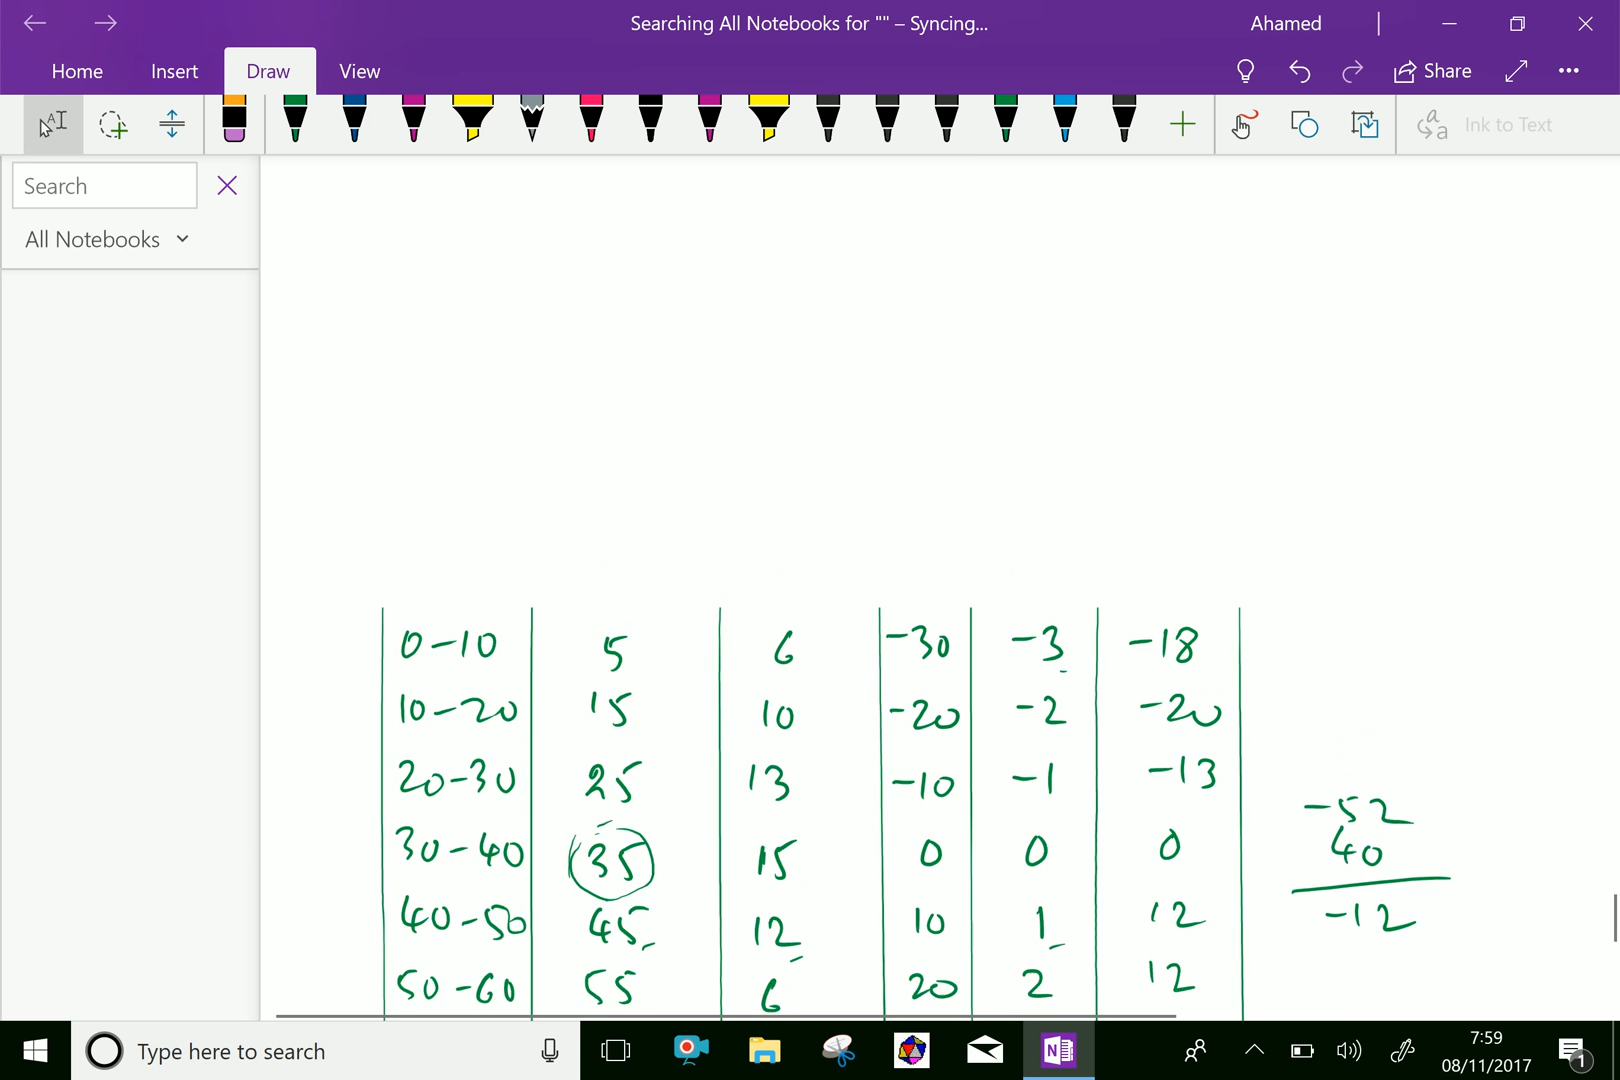 Searching All Notebooks for "" – Syncing...
Ahamed
Home Insert Draw View
Share
Ink to Text
Search
All Notebooks
0-10 5 6 -30 -3 -18
10-20 15 10 -20 -2 -20
20-30 25 13 -10 -1 -13
-52
30-40 35 15 0 0 0
40
40-50 45 12 10 1 12
-12
50-60 55 6 20 2 12
Type here to search
7:59
08/11/2017
1